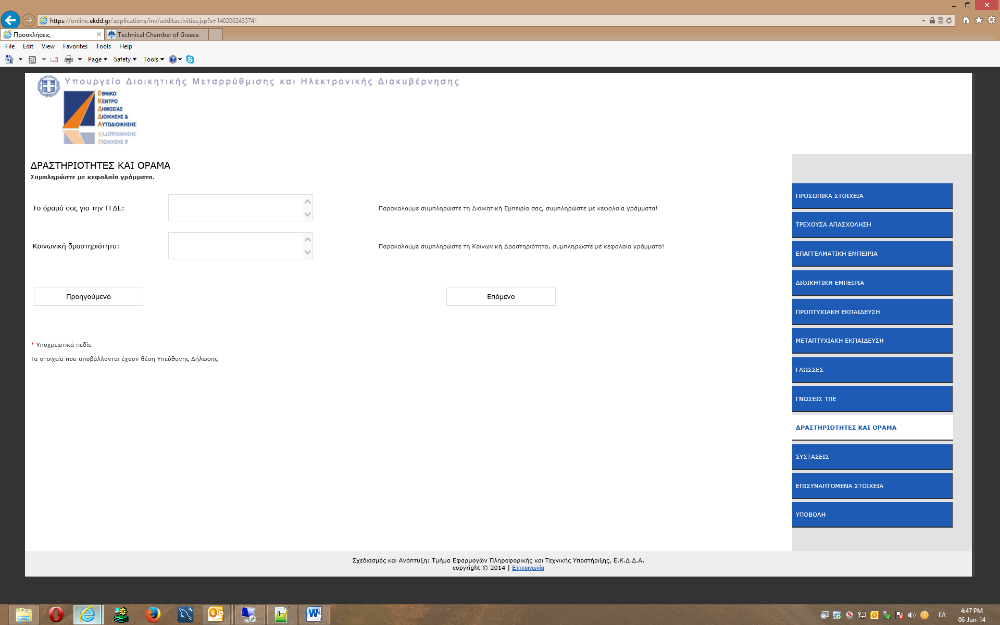 https://online.ekdd.gr/applications/inv/additactivities.jsp?s=1402062435741
Προσκλήσεις
Technical Chamber of Greece
File Edit View Favorites Tools Help
Page Safety Tools
Υπουργείο Διοικητικής Μεταρρύθμισης και Ηλεκτρονικής Διακυβέρνησης
ΕΘΝΙΚΟ
ΚΕΝΤΡΟ
ΔΗΜΟΣΙΑΣ
ΔΙΟΙΚΗΣΗΣ &
ΑΥΤΟΔΙΟΙΚΗΣΗΣ
ΔΡΑΣΤΗΡΙΟΤΗΤΕΣ ΚΑΙ ΟΡΑΜΑ
Συμπληρώστε με κεφαλαία γράμματα.
Το όραμά σας για την ΓΓΔΕ:
Παρακαλούμε συμπληρώστε τη Διοικητική Εμπειρία σας, συμπληρώστε με κεφαλαία γράμματα!
Κοινωνική δραστηριότητα:
Παρακαλούμε συμπληρώστε τη Κοινωνική Δραστηριότητα, συμπληρώστε με κεφαλαία γράμματα!
Προηγούμενο
Επόμενο
* Υποχρεωτικά πεδία
Τα στοιχεία που υποβάλλονται έχουν θέση Υπεύθυνης Δήλωσης
ΠΡΟΣΩΠΙΚΑ ΣΤΟΙΧΕΙΑ
ΤΡΕΧΟΥΣΑ ΑΠΑΣΧΟΛΗΣΗ
ΕΠΑΓΓΕΛΜΑΤΙΚΗ ΕΜΠΕΙΡΙΑ
ΔΙΟΙΚΗΤΙΚΗ ΕΜΠΕΙΡΙΑ
ΠΡΟΠΤΥΧΙΑΚΗ ΕΚΠΑΙΔΕΥΣΗ
ΜΕΤΑΠΤΥΧΙΑΚΗ ΕΚΠΑΙΔΕΥΣΗ
ΓΛΩΣΣΕΣ
ΓΝΩΣΕΙΣ ΤΠΕ
ΔΡΑΣΤΗΡΙΟΤΗΤΕΣ ΚΑΙ ΟΡΑΜΑ
ΣΥΣΤΑΣΕΙΣ
ΕΠΙΣΥΝΑΠΤΟΜΕΝΑ ΣΤΟΙΧΕΙΑ
ΥΠΟΒΟΛΗ
Σχεδιασμός και Ανάπτυξη: Τμήμα Εφαρμογών Πληροφορικής και Τεχνικής Υποστήριξης, Ε.Κ.Δ.Δ.Α.
copyright © 2014 | Επικοινωνία
ΕΛ
4:47 PM
06-Jun-14